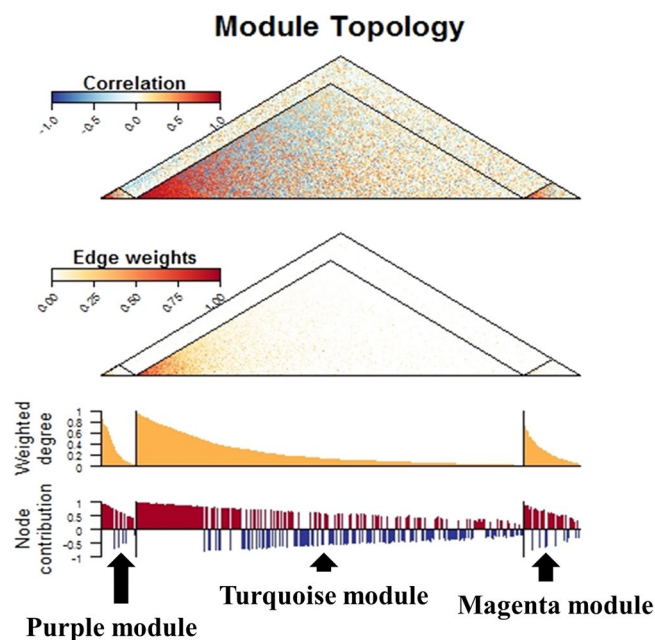 Module Topology
Correlation
-1.0 -0.5 0.0 0.5 1.0
Edge weights
0.00 0.25 0.50 0.75 1.00
Weighted
degree
1
0.8
0.6
0.4
0.2
0
Node
contribution
1
0.5
0
-0.5
-1
Purple module
Turquoise module
Magenta module